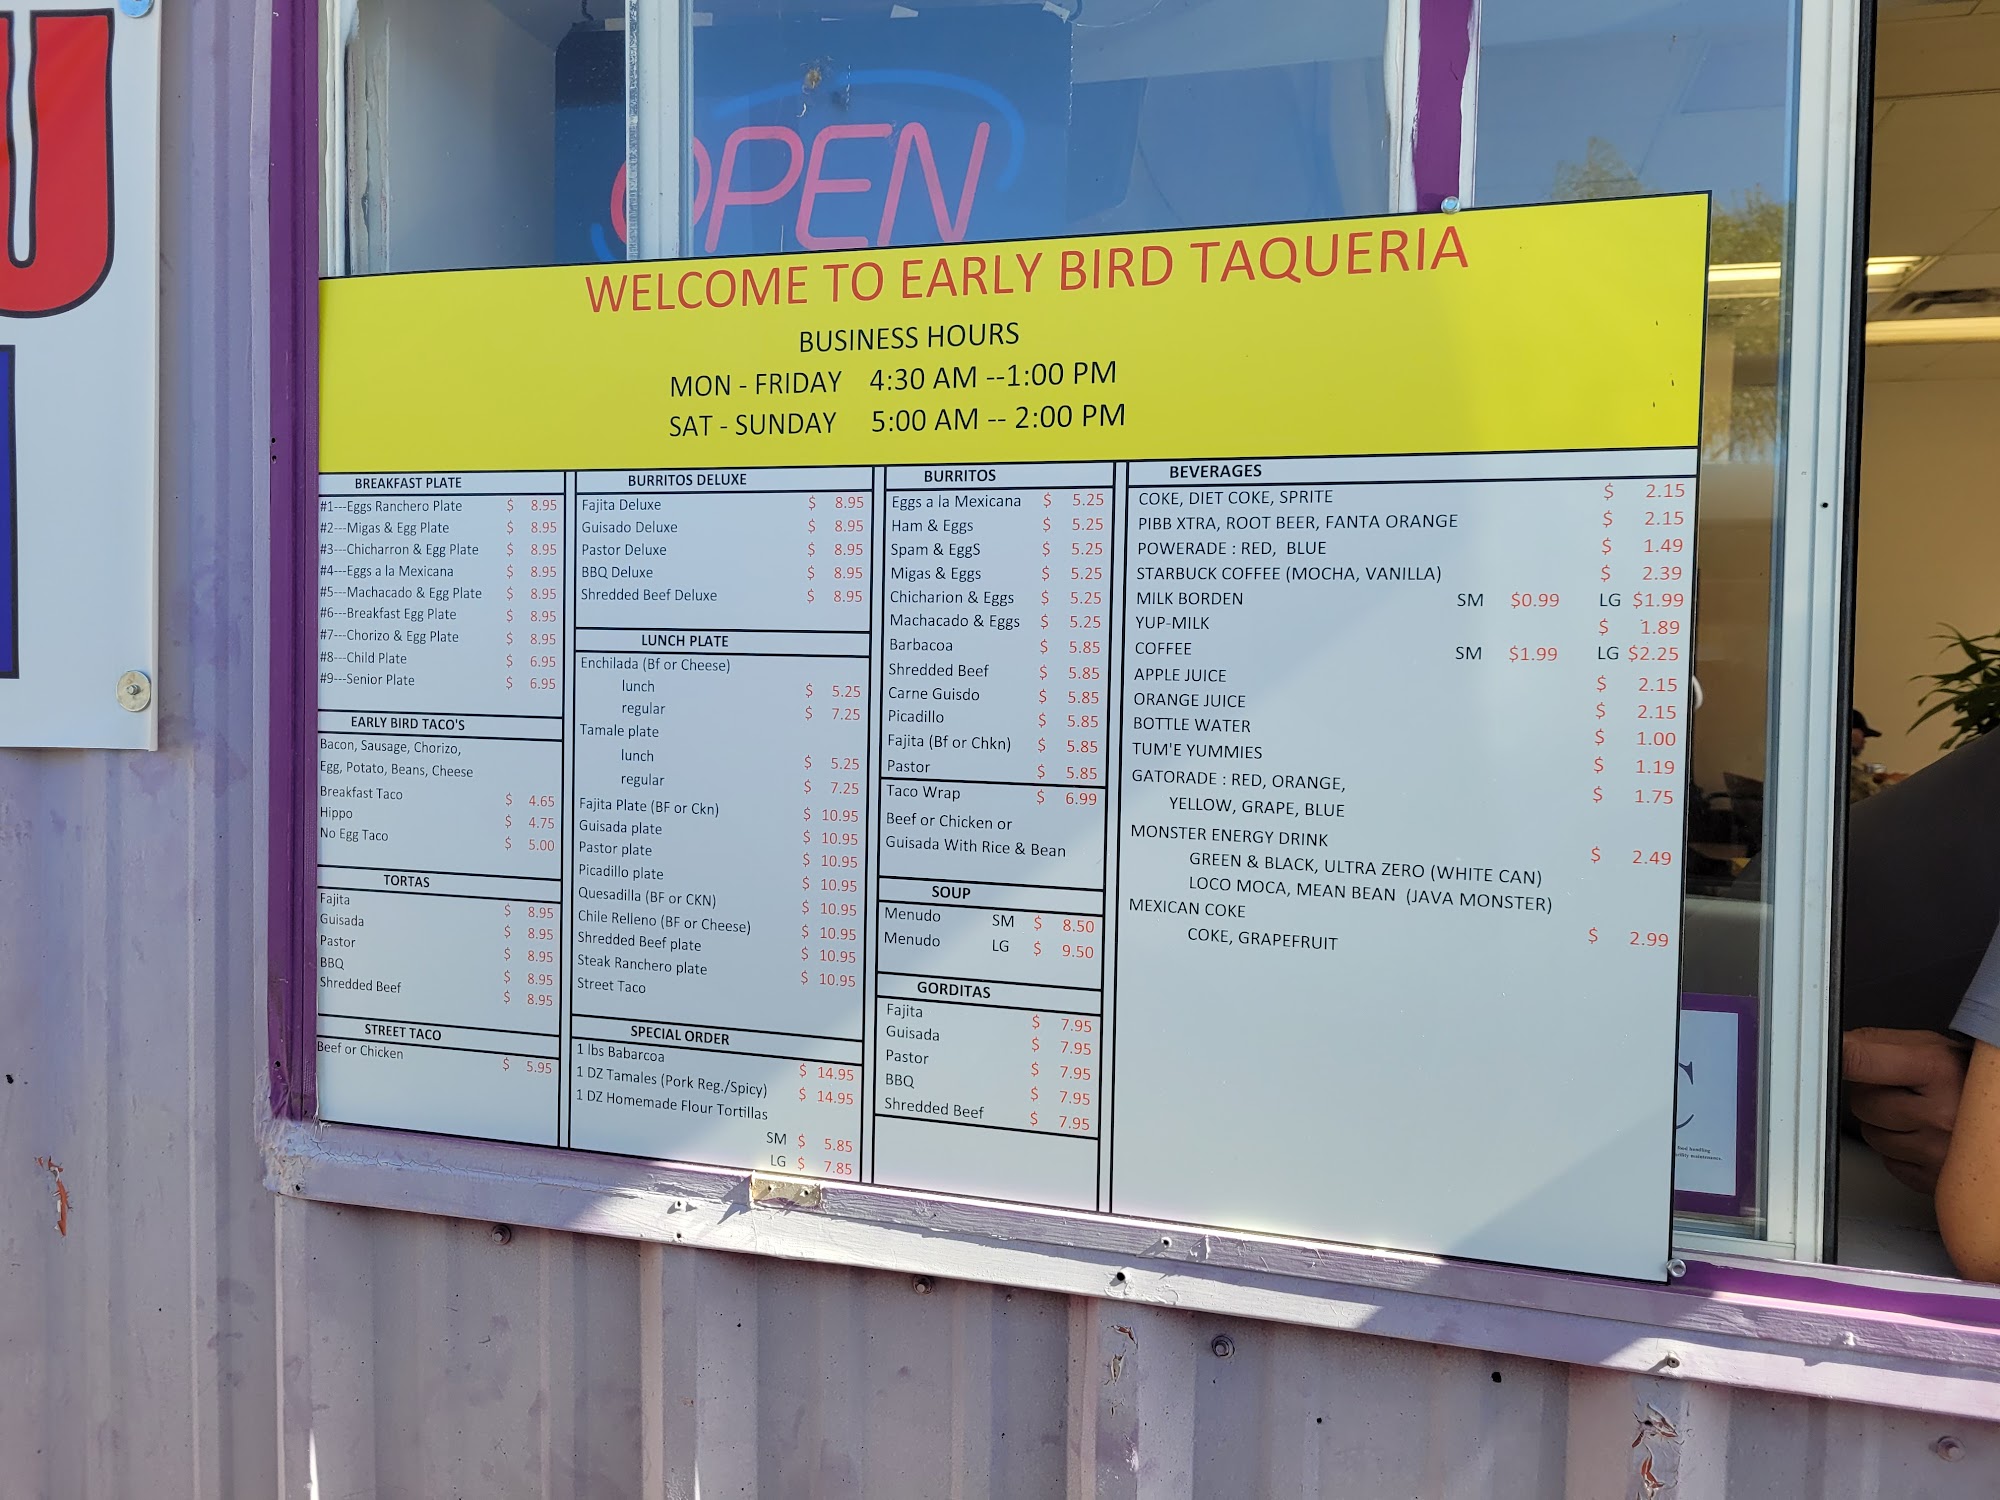 U
OPEN
WELCOME TO EARLY BIRD TAQUERIA
BUSINESS HOURS
MON - FRIDAY 4:30 AM --1:00 PM
SAT - SUNDAY 5:00 AM -- 2:00 PM
BREAKFAST PLATE
#1---Eggs Ranchero Plate $ 8.95
#2---Migas & Egg Plate $ 8.95
#3---Chicharron & Egg Plate $ 8.95
#4---Eggs a la Mexicana $ 8.95
#5---Machacado & Egg Plate $ 8.95
#6---Breakfast Egg Plate $ 8.95
#7---Chorizo & Egg Plate $ 8.95
#8---Child Plate $ 6.95
#9---Senior Plate $ 6.95
EARLY BIRD TACO'S
Bacon, Sausage, Chorizo,
Egg, Potato, Beans, Cheese
Breakfast Taco $ 4.65
Hippo $ 4.75
No Egg Taco $ 5.00
TORTAS
Fajita $ 8.95
Guisada $ 8.95
Pastor $ 8.95
BBQ $ 8.95
Shredded Beef $ 8.95
STREET TACO
Beef or Chicken $ 5.95
BURRITOS DELUXE
Fajita Deluxe $ 8.95
Guisado Deluxe $ 8.95
Pastor Deluxe $ 8.95
BBQ Deluxe $ 8.95
Shredded Beef Deluxe $ 8.95
LUNCH PLATE
Enchilada (Bf or Cheese)
lunch $ 5.25
regular $ 7.25
Tamale plate
lunch $ 5.25
regular $ 7.25
Fajita Plate (BF or Ckn) $ 10.95
Guisada plate $ 10.95
Pastor plate $ 10.95
Picadillo plate $ 10.95
Quesadilla (BF or CKN) $ 10.95
Chile Relleno (BF or Cheese) $ 10.95
Shredded Beef plate $ 10.95
Steak Ranchero plate $ 10.95
Street Taco
SPECIAL ORDER
1 lbs Babarcoa $ 14.95
1 DZ Tamales (Pork Reg./Spicy) $ 14.95
1 DZ Homemade Flour Tortillas
SM $ 5.85
LG $ 7.85
BURRITOS
Eggs a la Mexicana $ 5.25
Ham & Eggs $ 5.25
Spam & EggS $ 5.25
Migas & Eggs $ 5.25
Chicharion & Eggs $ 5.25
Machacado & Eggs $ 5.25
Barbacoa $ 5.85
Shredded Beef $ 5.85
Carne Guisdo $ 5.85
Picadillo $ 5.85
Fajita (Bf or Chkn) $ 5.85
Pastor $ 5.85
Taco Wrap $ 6.99
Beef or Chicken or
Guisada With Rice & Bean
SOUP
Menudo SM $ 8.50
Menudo LG $ 9.50
GORDITAS
Fajita $ 7.95
Guisada $ 7.95
Pastor $ 7.95
BBQ $ 7.95
Shredded Beef $ 7.95
BEVERAGES
COKE, DIET COKE, SPRITE $ 2.15
PIBB XTRA, ROOT BEER, FANTA ORANGE $ 2.15
POWERADE : RED, BLUE $ 1.49
STARBUCK COFFEE (MOCHA, VANILLA) $ 2.39
MILK BORDEN SM $0.99 LG $1.99
YUP-MILK $ 1.89
COFFEE SM $1.99 LG $2.25
APPLE JUICE $ 2.15
ORANGE JUICE $ 2.15
BOTTLE WATER $ 1.00
TUM'E YUMMIES $ 1.19
GATORADE : RED, ORANGE, $ 1.75
YELLOW, GRAPE, BLUE
MONSTER ENERGY DRINK
GREEN & BLACK, ULTRA ZERO (WHITE CAN) $ 2.49
LOCO MOCA, MEAN BEAN (JAVA MONSTER)
MEXICAN COKE
COKE, GRAPEFRUIT $ 2.99